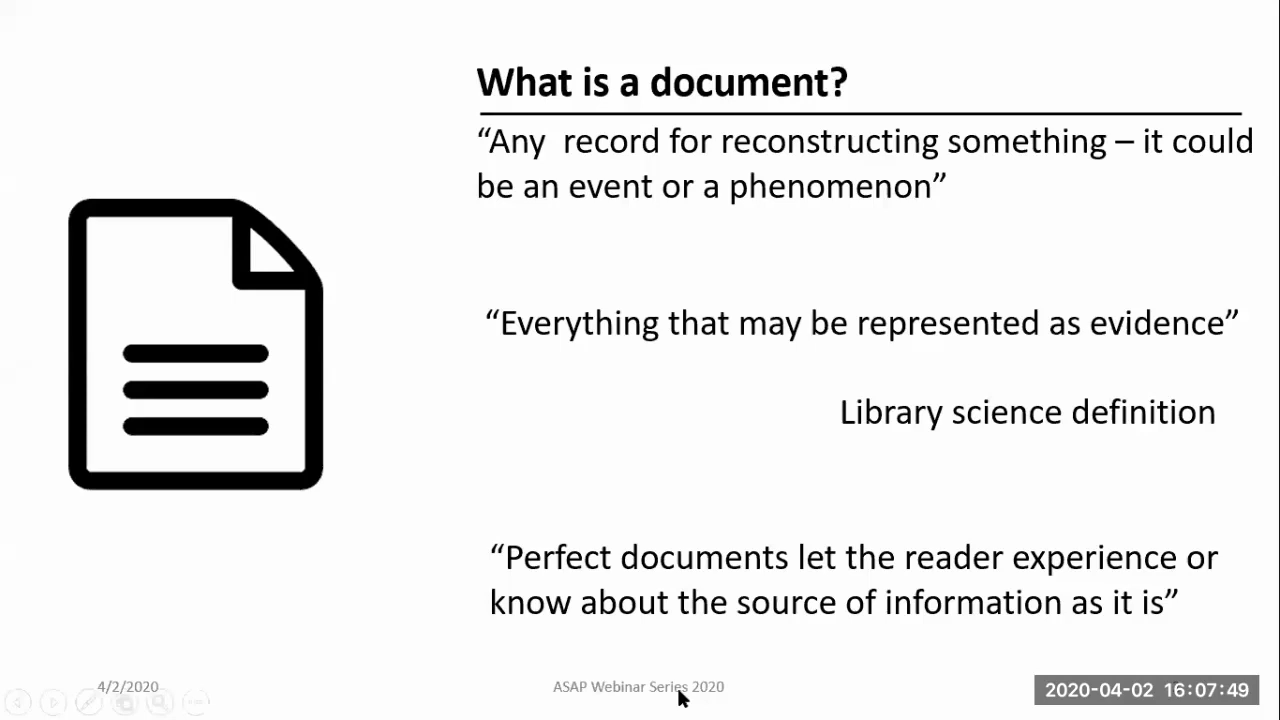 What is a document?
“Any  record for reconstructing something – it could
be an event or a phenomenon”
“Everything that may be represented as evidence”
Library science definition
“Perfect documents let the reader experience or
know about the source of information as it is”
4/2/2020
ASAP Webinar Series 2020
2020-04-02 16:07:49